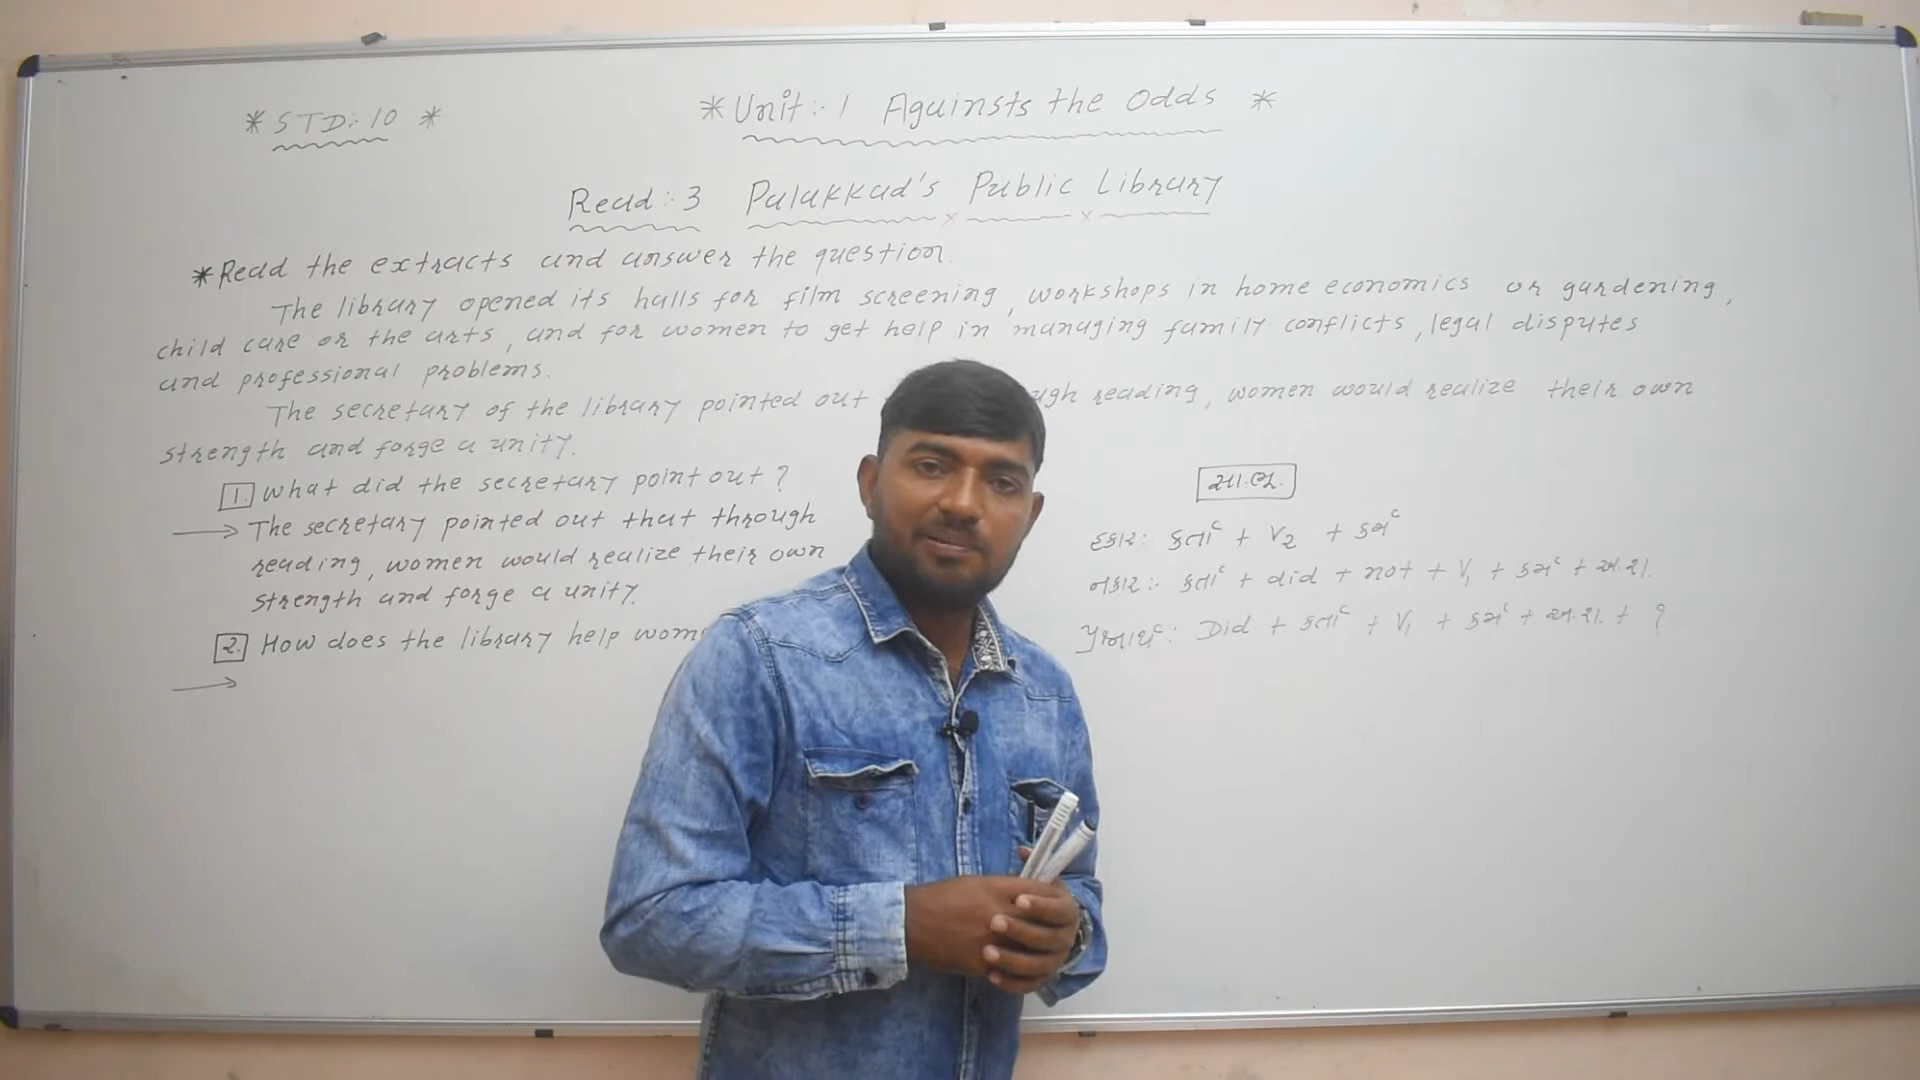 * STD:- 10 *
* Unit:- 1 Againsts the Odds *
Read:- 3 Palakkad's Public Library
* Read the extracts and answer the question.
The library opened its halls for film screening, workshops in home economics or gardening,
child care or the arts, and for women to get help in managing family conflicts, legal disputes
and professional problems.
The secretary of the library pointed out reading, women would realize their own
strength and forge a unity.
1. What did the secretary point out ?
→ The secretary pointed out that through
reading, women would realize their own
strength and forge a unity.
2. How does the library help
→
સા.ભૂ.
હકાર: કર્તા + V2 + કર્મ
નકાર:- કર્તા + did + not + V1 + કર્મ + અ.શ.
પ્રશ્નાર્થ: Did + કર્તા + V1 + કર્મ + અ.શ. + ?